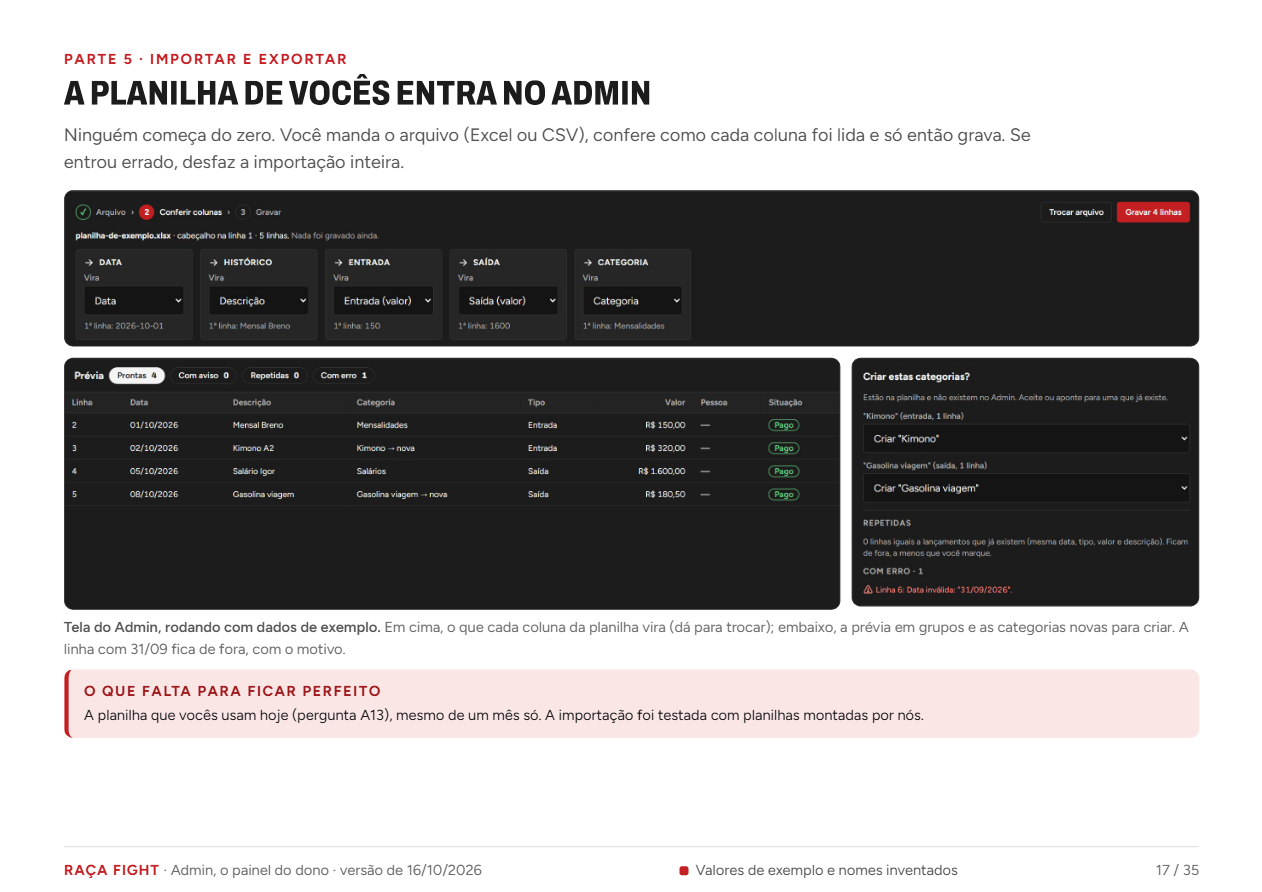 PARTE 5 · IMPORTAR E EXPORTAR
A PLANILHA DE VOCÊS ENTRA NO ADMIN
Ninguém começa do zero. Você manda o arquivo (Excel ou CSV), confere como cada coluna foi lida e só então grava. Se
entrou errado, desfaz a importação inteira.
✓ Arquivo › 2 Conferir colunas › 3 Gravar
Trocar arquivo
Gravar 4 linhas
planilha-de-exemplo.xlsx · cabeçalho na linha 1 · 5 linhas. Nada foi gravado ainda.
→ DATA
Vira
Data
1ª linha: 2026-10-01
→ HISTÓRICO
Vira
Descrição
1ª linha: Mensal Breno
→ ENTRADA
Vira
Entrada (valor)
1ª linha: 150
→ SAÍDA
Vira
Saída (valor)
1ª linha: 1600
→ CATEGORIA
Vira
Categoria
1ª linha: Mensalidades
Prévia Prontas 4 Com aviso 0 Repetidas 0 Com erro 1
Linha Data Descrição Categoria Tipo Valor Pessoa Situação
2 01/10/2026 Mensal Breno Mensalidades Entrada R$ 150,00 — Pago
3 02/10/2026 Kimono A2 Kimono → nova Entrada R$ 320,00 — Pago
4 05/10/2026 Salário Igor Salários Saída R$ 1.600,00 — Pago
5 08/10/2026 Gasolina viagem Gasolina viagem → nova Saída R$ 180,50 — Pago
Criar estas categorias?
Estão na planilha e não existem no Admin. Aceite ou aponte para uma que já existe.
"Kimono" (entrada, 1 linha)
Criar "Kimono"
"Gasolina viagem" (saída, 1 linha)
Criar "Gasolina viagem"
REPETIDAS
0 linhas iguais a lançamentos que já existem (mesma data, tipo, valor e descrição). Ficam
de fora, a menos que você marque.
COM ERRO · 1
Linha 6: Data inválida: "31/09/2026".
Tela do Admin, rodando com dados de exemplo. Em cima, o que cada coluna da planilha vira (dá para trocar); embaixo, a prévia em grupos e as categorias novas para criar. A
linha com 31/09 fica de fora, com o motivo.
O QUE FALTA PARA FICAR PERFEITO
A planilha que vocês usam hoje (pergunta A13), mesmo de um mês só. A importação foi testada com planilhas montadas por nós.
RAÇA FIGHT · Admin, o painel do dono · versão de 16/10/2026
Valores de exemplo e nomes inventados
17 / 35